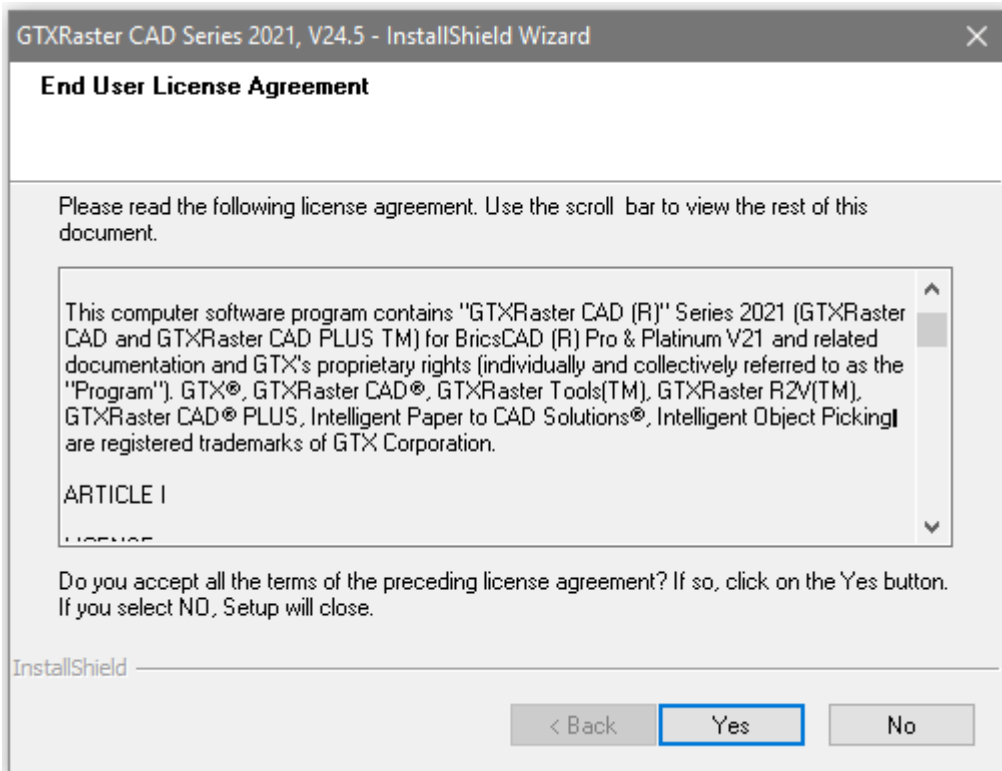 GTXRaster CAD Series 2021, V24.5 - InstallShield Wizard
End User License Agreement
Please read the following license agreement. Use the scroll bar to view the rest of this
document.
This computer software program contains "GTXRaster CAD (R)" Series 2021 (GTXRaster
CAD and GTXRaster CAD PLUS TM) for BricsCAD (R) Pro & Platinum V21 and related
documentation and GTX's proprietary rights (individually and collectively referred to as the
"Program"). GTX®, GTXRaster CAD®, GTXRaster Tools(TM), GTXRaster R2V(TM),
GTXRaster CAD® PLUS, Intelligent Paper to CAD Solutions®, Intelligent Object Picking
are registered trademarks of GTX Corporation.
ARTICLE I
Do you accept all the terms of the preceding license agreement? If so, click on the Yes button.
If you select NO, Setup will close.
InstallShield
< Back
Yes
No